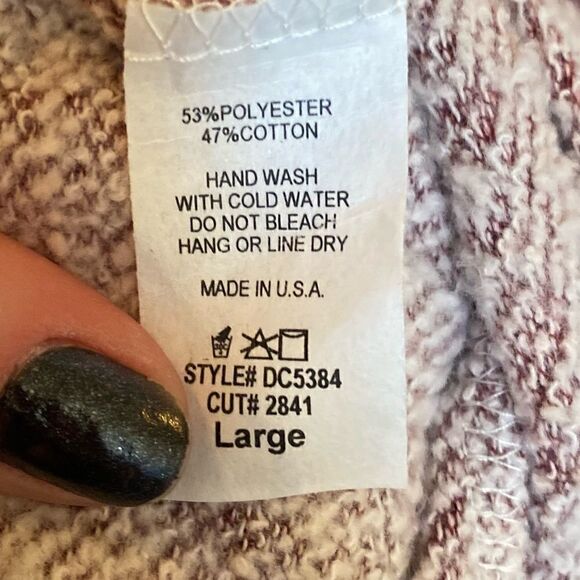 53%POLYESTER
47%COTTON
HAND WASH
WITH COLD WATER
DO NOT BLEACH
HANG OR LINE DRY
MADE IN U.S.A.
STYLE# DC5384
CUT# 2841
Large